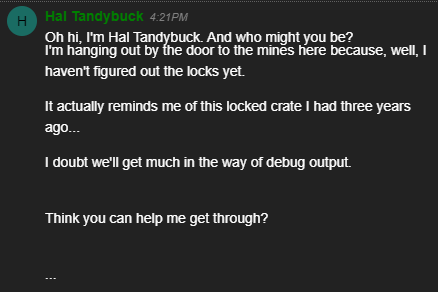 H
Hal Tandybuck 4:21PM
Oh hi, I'm Hal Tandybuck. And who might you be?
I'm hanging out by the door to the mines here because, well, I
haven't figured out the locks yet.
It actually reminds me of this locked crate I had three years
ago...
I doubt we'll get much in the way of debug output.
Think you can help me get through?
...